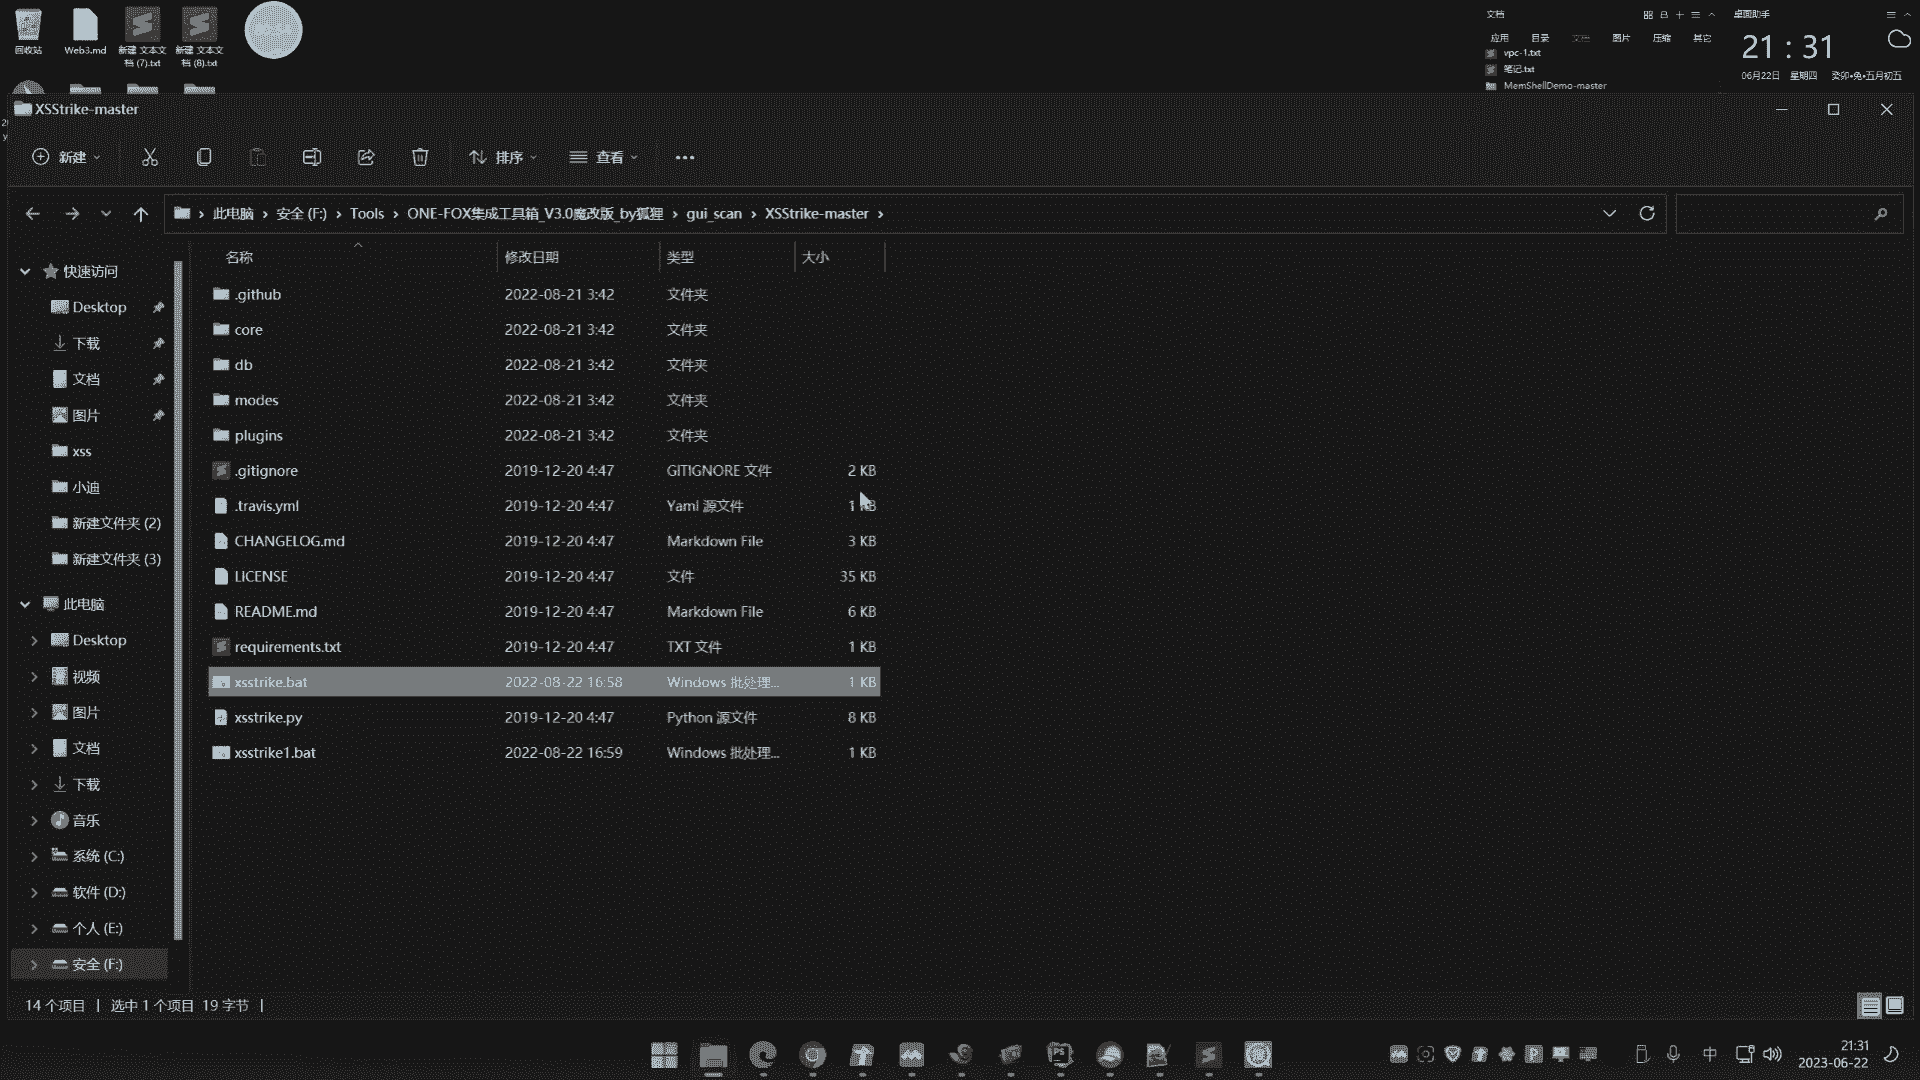 回收站
Web3.md
新建 文本文
档 (7).txt
新建 文本文
档 (8).txt
文档
桌面助手
应用 目录 文档 图片 压缩 其它
vpc-1.txt
笔记.txt
MemShellDemo-master
21 : 31
06月22日 星期四 癸卯•兔•五月初五
XSStrike-master
新建
排序
查看
此电脑 › 安全 (F:) › Tools › ONE-FOX集成工具箱_V3.0魔改版_by狐狸 › gui_scan › XSStrike-master ›
名称 修改日期 类型 大小
.github 2022-08-21 3:42 文件夹
core 2022-08-21 3:42 文件夹
db 2022-08-21 3:42 文件夹
modes 2022-08-21 3:42 文件夹
plugins 2022-08-21 3:42 文件夹
.gitignore 2019-12-20 4:47 GITIGNORE 文件 2 KB
.travis.yml 2019-12-20 4:47 Yaml 源文件 1 KB
CHANGELOG.md 2019-12-20 4:47 Markdown File 3 KB
LICENSE 2019-12-20 4:47 文件 35 KB
README.md 2019-12-20 4:47 Markdown File 6 KB
requirements.txt 2019-12-20 4:47 TXT 文件 1 KB
xsstrike.bat 2022-08-22 16:58 Windows 批处理... 1 KB
xsstrike.py 2019-12-20 4:47 Python 源文件 8 KB
xsstrike1.bat 2022-08-22 16:59 Windows 批处理... 1 KB
快速访问
Desktop
下载
文档
图片
xss
小迪
新建文件夹 (2)
新建文件夹 (3)
此电脑
Desktop
视频
图片
文档
下载
音乐
系统 (C:)
软件 (D:)
个人 (E:)
安全 (F:)
14 个项目 | 选中 1 个项目 19 字节 |
中
21:31
2023-06-22